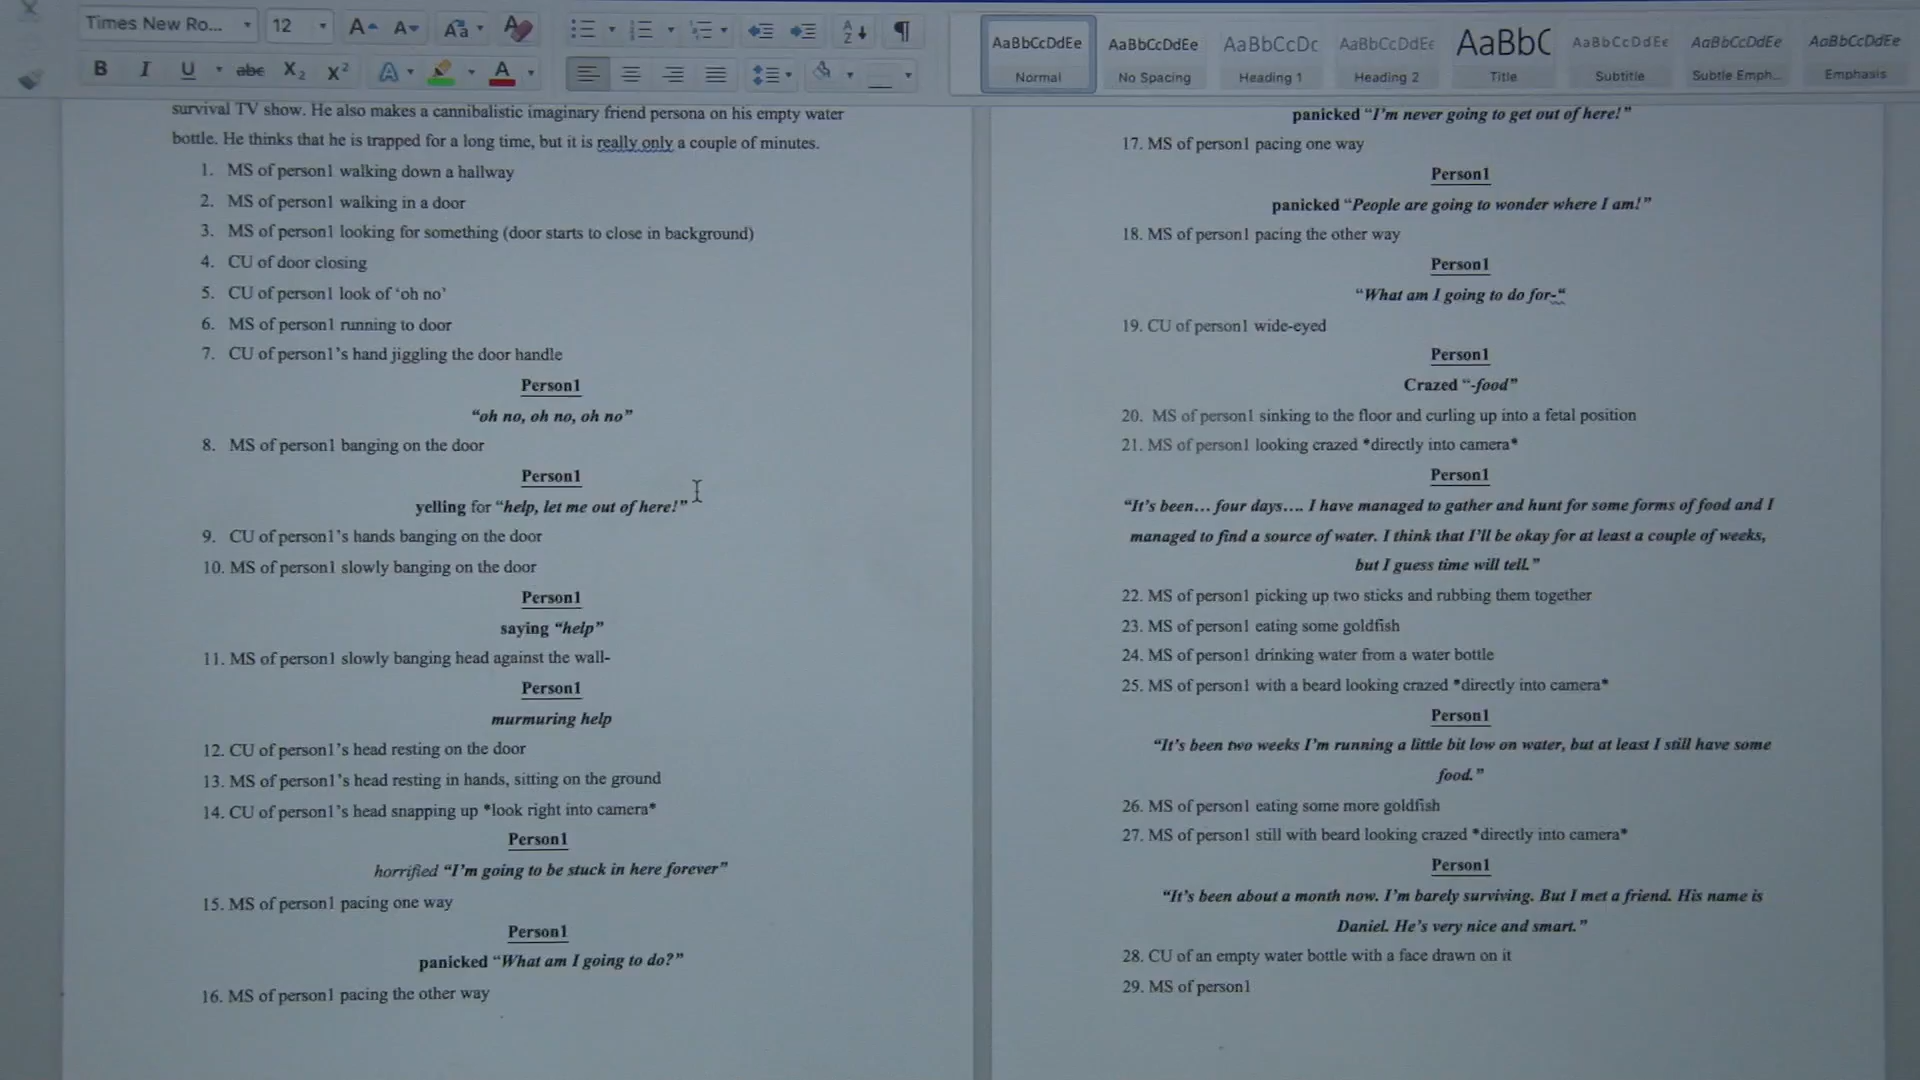 Times New Ro...
12
A
A
Aa
A
B
I
U
abc
X2
X2
A
A
A
Z
¶
AaBbCcDdEe
AaBbCcDdEe
AaBbCcDc
AaBbCcDdEe
AaBbC
AaBbCcDdEe
AaBbCcDdEe
AaBbCcDdEe
Normal
No Spacing
Heading 1
Heading 2
Title
Subtitle
Subtle Emph...
Emphasis
survival TV show. He also makes a cannibalistic imaginary friend persona on his empty water
bottle. He thinks that he is trapped for a long time, but it is really only a couple of minutes.
1. MS of person1 walking down a hallway
2. MS of person1 walking in a door
3. MS of person1 looking for something (door starts to close in background)
4. CU of door closing
5. CU of person1 look of ‘oh no’
6. MS of person1 running to door
7. CU of person1’s hand jiggling the door handle
Person1
“oh no, oh no, oh no”
8. MS of person1 banging on the door
Person1
yelling for “help, let me out of here!”
9. CU of person1’s hands banging on the door
10. MS of person1 slowly banging on the door
Person1
saying “help”
11. MS of person1 slowly banging head against the wall-
Person1
murmuring help
12. CU of person1’s head resting on the door
13. MS of person1’s head resting in hands, sitting on the ground
14. CU of person1’s head snapping up *look right into camera*
Person1
horrified “I’m going to be stuck in here forever”
15. MS of person1 pacing one way
Person1
panicked “What am I going to do?”
16. MS of person1 pacing the other way
panicked “I’m never going to get out of here!”
17. MS of person1 pacing one way
Person1
panicked “People are going to wonder where I am!”
18. MS of person1 pacing the other way
Person1
“What am I going to do for-“
19. CU of person1 wide-eyed
Person1
Crazed “-food”
20. MS of person1 sinking to the floor and curling up into a fetal position
21. MS of person1 looking crazed *directly into camera*
Person1
“It’s been… four days…. I have managed to gather and hunt for some forms of food and I
managed to find a source of water. I think that I’ll be okay for at least a couple of weeks,
but I guess time will tell.”
22. MS of person1 picking up two sticks and rubbing them together
23. MS of person1 eating some goldfish
24. MS of person1 drinking water from a water bottle
25. MS of person1 with a beard looking crazed *directly into camera*
Person1
“It’s been two weeks I’m running a little bit low on water, but at least I still have some
food.”
26. MS of person1 eating some more goldfish
27. MS of person1 still with beard looking crazed *directly into camera*
Person1
“It’s been about a month now. I’m barely surviving. But I met a friend. His name is
Daniel. He’s very nice and smart.”
28. CU of an empty water bottle with a face drawn on it
29. MS of person1